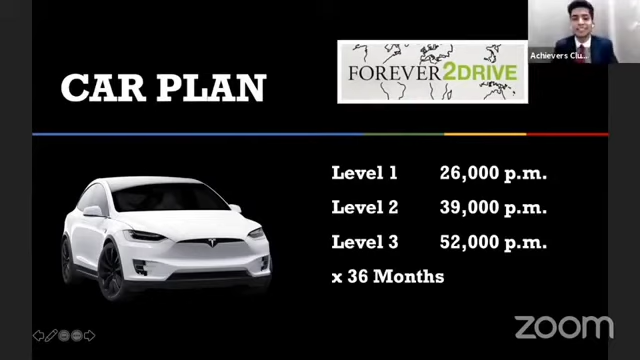 Achievers Clu...
FOREVER2DRIVE
CAR PLAN
Level 1 26,000 p.m.
Level 2 39,000 p.m.
Level 3 52,000 p.m.
x 36 Months
zoom